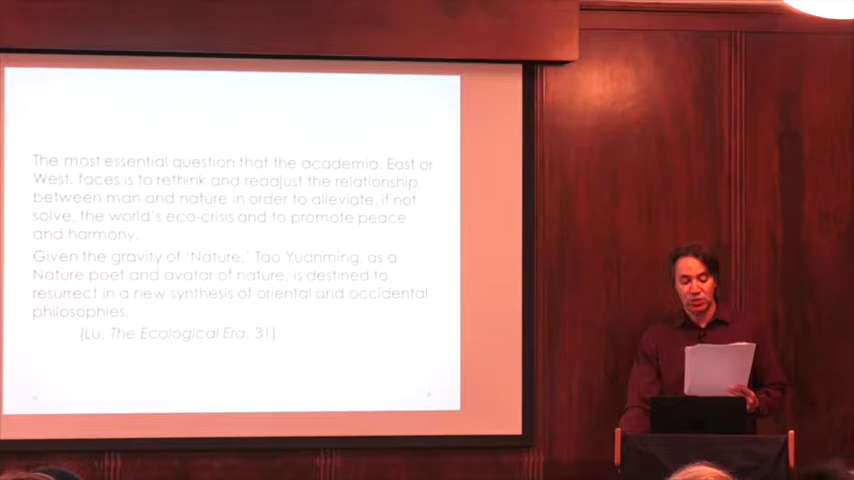 The most essential question that the academia, East or
West, faces is to rethink and readjust the relationship
between man and nature in order to alleviate, if not
solve, the world's eco-crisis and to promote peace
and harmony.
Given the gravity of 'Nature,' Tao Yuanming, as a
Nature poet and avatar of nature, is destined to
resurrect in a new synthesis of oriental and occidental
philosophies.
(Lu, The Ecological Era, 31)